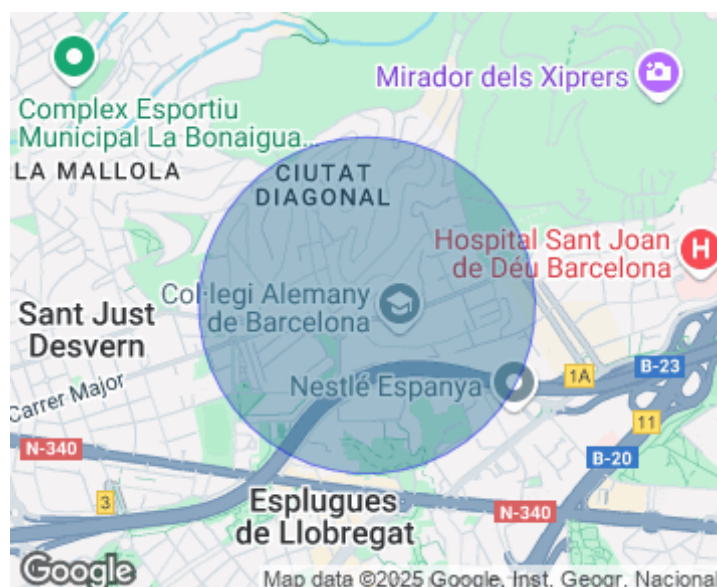 Mirador dels Xiprers
Complex Esportiu
Municipal La Bonaigua...
LA MALLOLA
CIUTAT
DIAGONAL
Hospital Sant Joan
de Déu Barcelona
H
Col·legi Alemany
de Barcelona
Sant Just
Desvern
Nestlé Espanya
1A
B-23
Carrer Major
11
N-340
B-20
3
Esplugues
de Llobregat
N-340
Google
Map data ©2025 Google, Inst. Geogr. Nacional